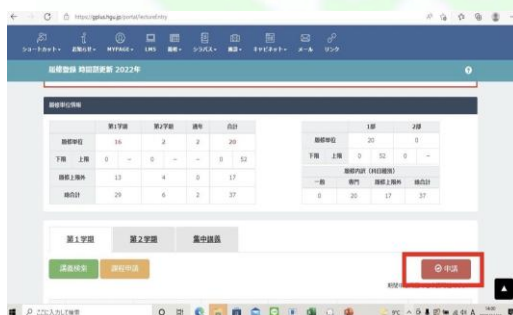 https://gplus.hgu.jp/portal/lectureEntry
ショートカット お知らせ MYPAGE LMS 履修 シラバス 施設 キャビネット メール リンク
履修登録 時間割更新 2022年
履修単位情報
第1学期 第2学期 通年 合計
履修単位 16 2 2 20
下限 上限 0 ~ 0 ~ ~ 0 52
履修上限外 13 4 0 17
総合計 29 6 2 37
1部 2部
履修単位 20 0
下限 上限 0 52 0 ~
履修内訳(科目種別)
一般 専門 履修上限外 総合計
0 20 17 37
第1学期 第2学期 集中講義
講義検索 課程申請 申請
ここに入力して検索
9℃